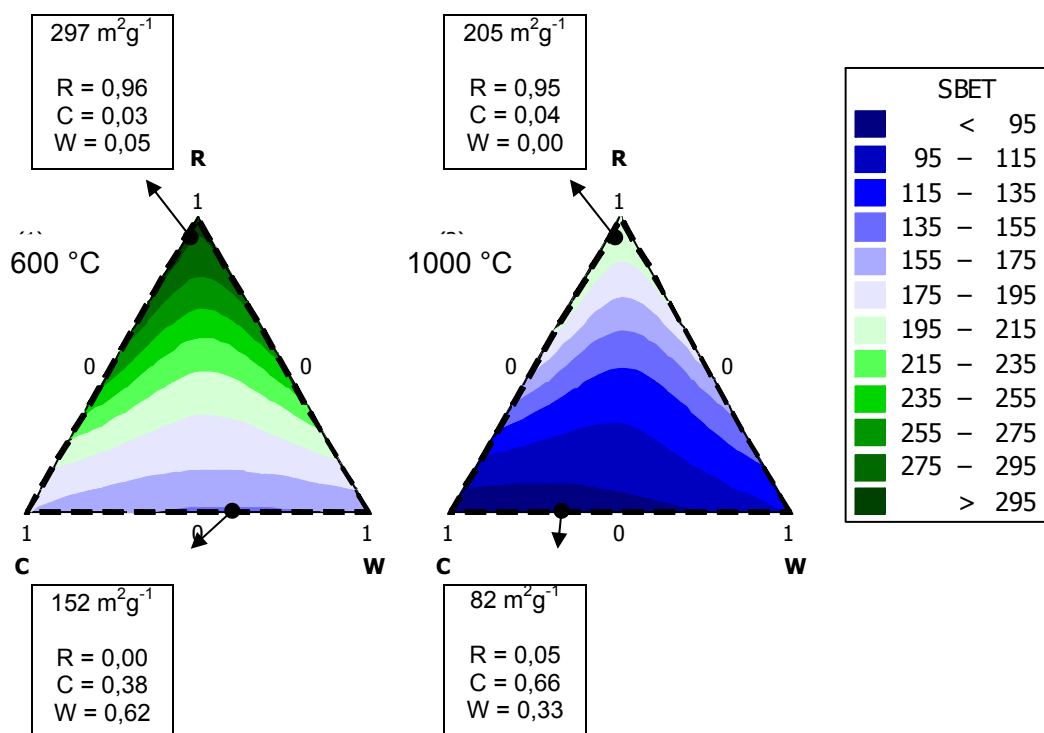 297 m²g⁻¹
R = 0,96
C = 0,03
W = 0,05
205 m²g⁻¹
R = 0,95
C = 0,04
W = 0,00
SBET
< 95
95 – 115
115 – 135
135 – 155
155 – 175
175 – 195
195 – 215
215 – 235
235 – 255
255 – 275
275 – 295
> 295
R
1
600 °C
0
0
1
0
1
C
W
R
1
1000 °C
0
0
1
0
1
C
W
152 m²g⁻¹
R = 0,00
C = 0,38
W = 0,62
82 m²g⁻¹
R = 0,05
C = 0,66
W = 0,33